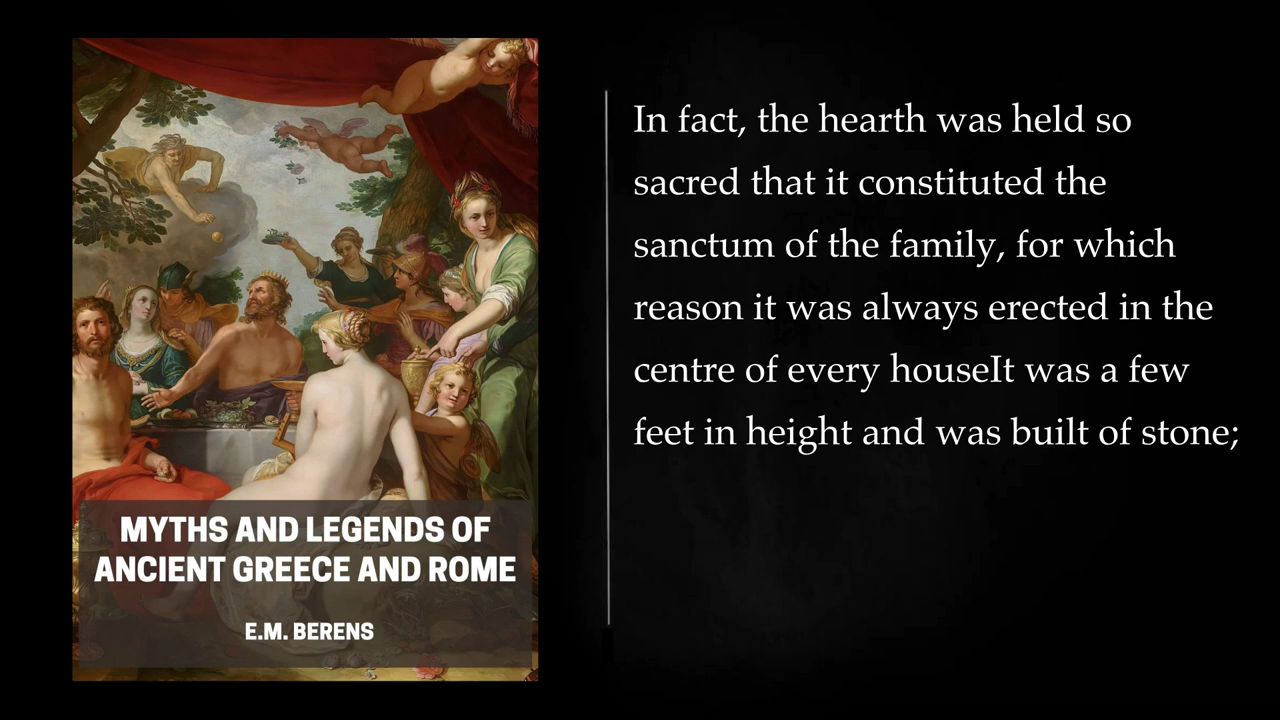 MYTHS AND LEGENDS OF
ANCIENT GREECE AND ROME
E.M. BERENS
In fact, the hearth was held so
sacred that it constituted the
sanctum of the family, for which
reason it was always erected in the
centre of every houseIt was a few
feet in height and was built of stone;